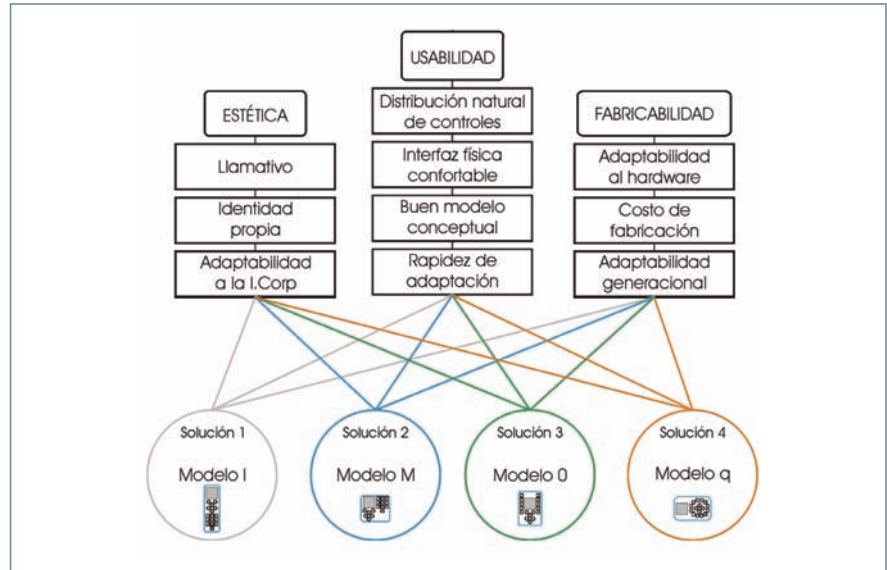 USABILIDAD
Distribución natural
de controles
Interfaz física
confortable
Buen modelo
conceptual
Rapidez de
adaptación
ESTÉTICA
Llamativo
Identidad
propia
Adaptabilidad
a la I.Corp
FABRICABILIDAD
Adaptabilidad
al hardware
Costo de
fabricación
Adaptabilidad
generacional
Solución 1
Modelo I
Solución 2
Modelo M
Solución 3
Modelo 0
Solución 4
Modelo q